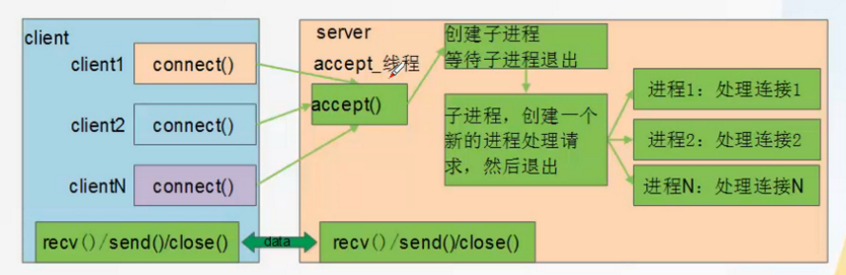 client
client1
connect()
client2
connect()
clientN
connect()
recv()/send()/close()
data
server
accept_线程
accept()
创建子进程
等待子进程退出
子进程，创建一个
新的进程处理请
求，然后退出
进程1：处理连接1
进程2：处理连接2
进程N：处理连接N
recv()/send()/close()